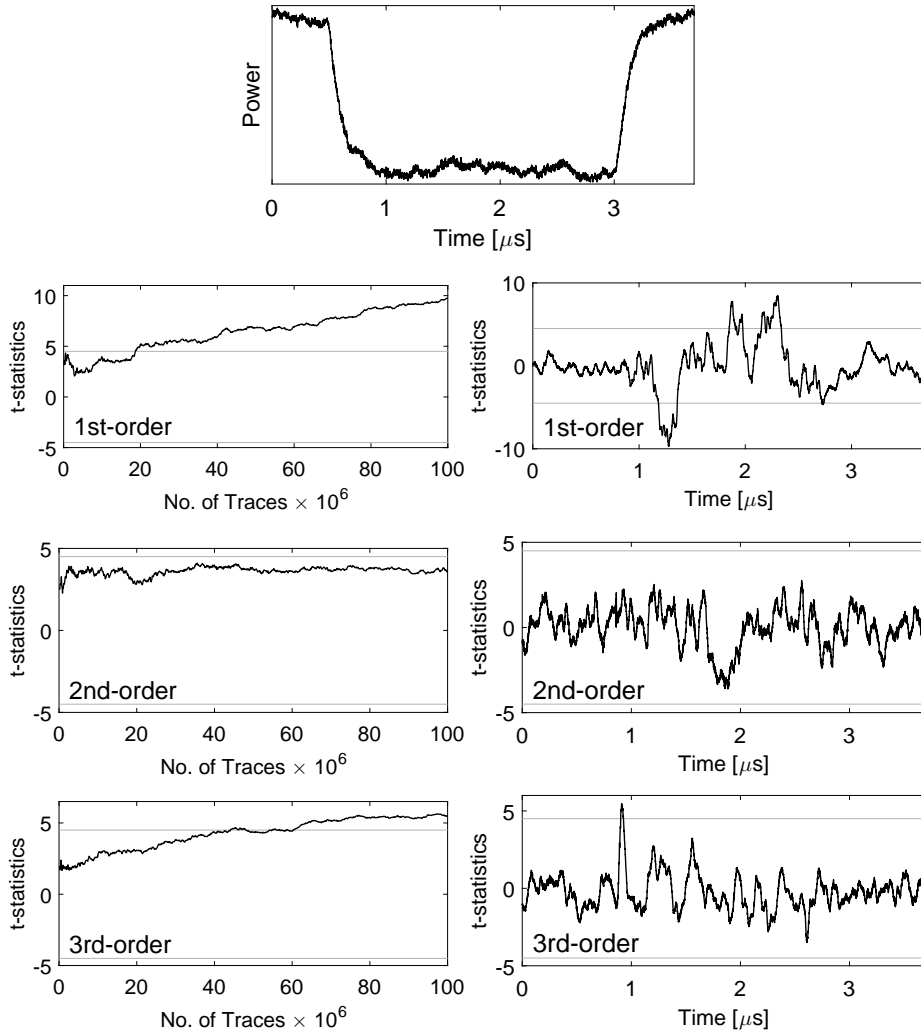 Power
0 1 2 3
Time [μs]
t-statistics
10
5
0
-5
1st-order
0 20 40 60 80 100
No. of Traces × 10⁶
t-statistics
10
0
-10
1st-order
0 1 2 3
Time [μs]
t-statistics
5
0
-5
2nd-order
0 20 40 60 80 100
No. of Traces × 10⁶
t-statistics
5
0
-5
2nd-order
0 1 2 3
Time [μs]
t-statistics
5
0
-5
3rd-order
0 20 40 60 80 100
No. of Traces × 10⁶
t-statistics
5
0
-5
3rd-order
0 1 2 3
Time [μs]